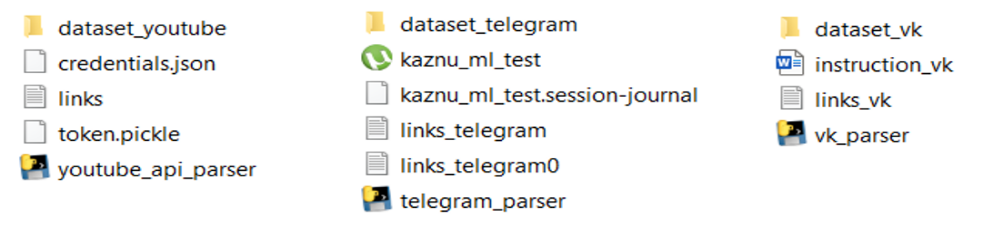 dataset_youtube
credentials.json
links
token.pickle
youtube_api_parser
dataset_telegram
kaznu_ml_test
kaznu_ml_test.session-journal
links_telegram
links_telegram0
telegram_parser
dataset_vk
instruction_vk
links_vk
vk_parser